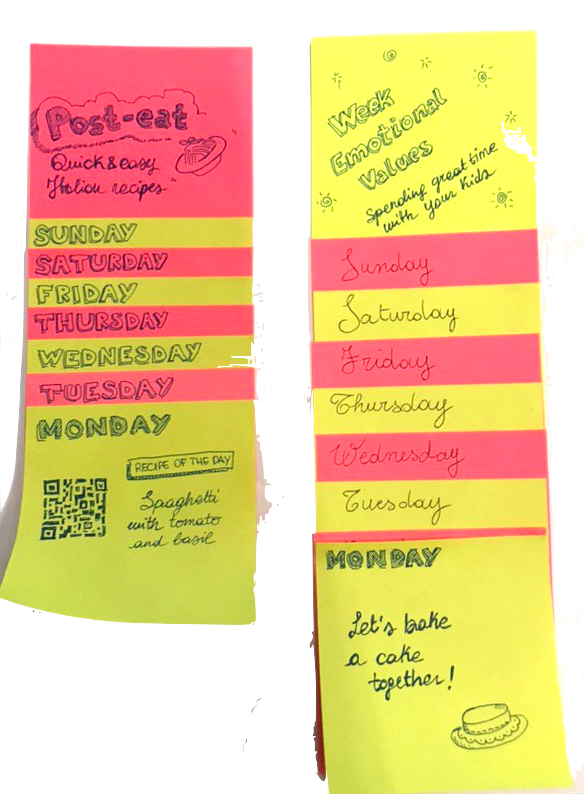 Post-eat
Quick & easy
Italian recipes
SUNDAY
SATURDAY
FRIDAY
THURSDAY
WEDNESDAY
TUESDAY
MONDAY
RECIPE OF THE DAY
Spaghetti
with tomato
and basil
Week
Emotional
Values
Spending great time
with your kids
Sunday
Saturday
Friday
Thursday
Wednesday
Tuesday
MONDAY
Let's bake
a cake
together!